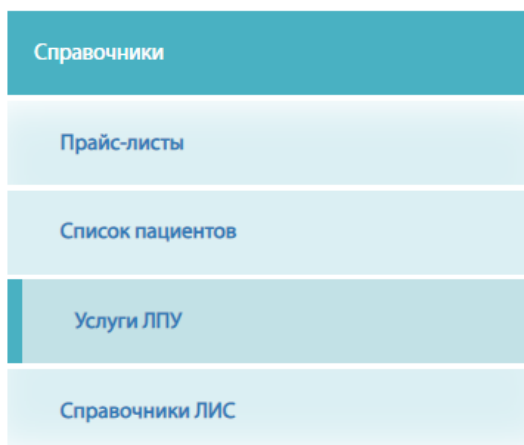 Справочники
Прайс-листы
Список пациентов
Услуги ЛПУ
Справочники ЛИС